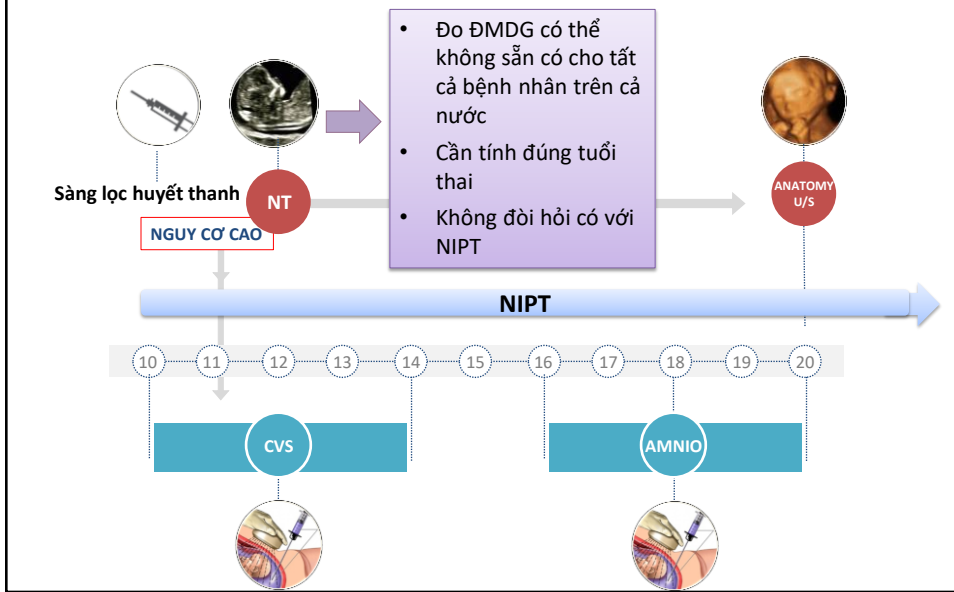 • Đo ĐMDG có thể
không sẵn có cho tất
cả bệnh nhân trên cả
nước
• Cần tính đúng tuổi
thai
• Không đòi hỏi có với
NIPT
Sàng lọc huyết thanh
NT
ANATOMY
U/S
NGUY CƠ CAO
NIPT
10 11 12 13 14 15 16 17 18 19 20
CVS
AMNIO